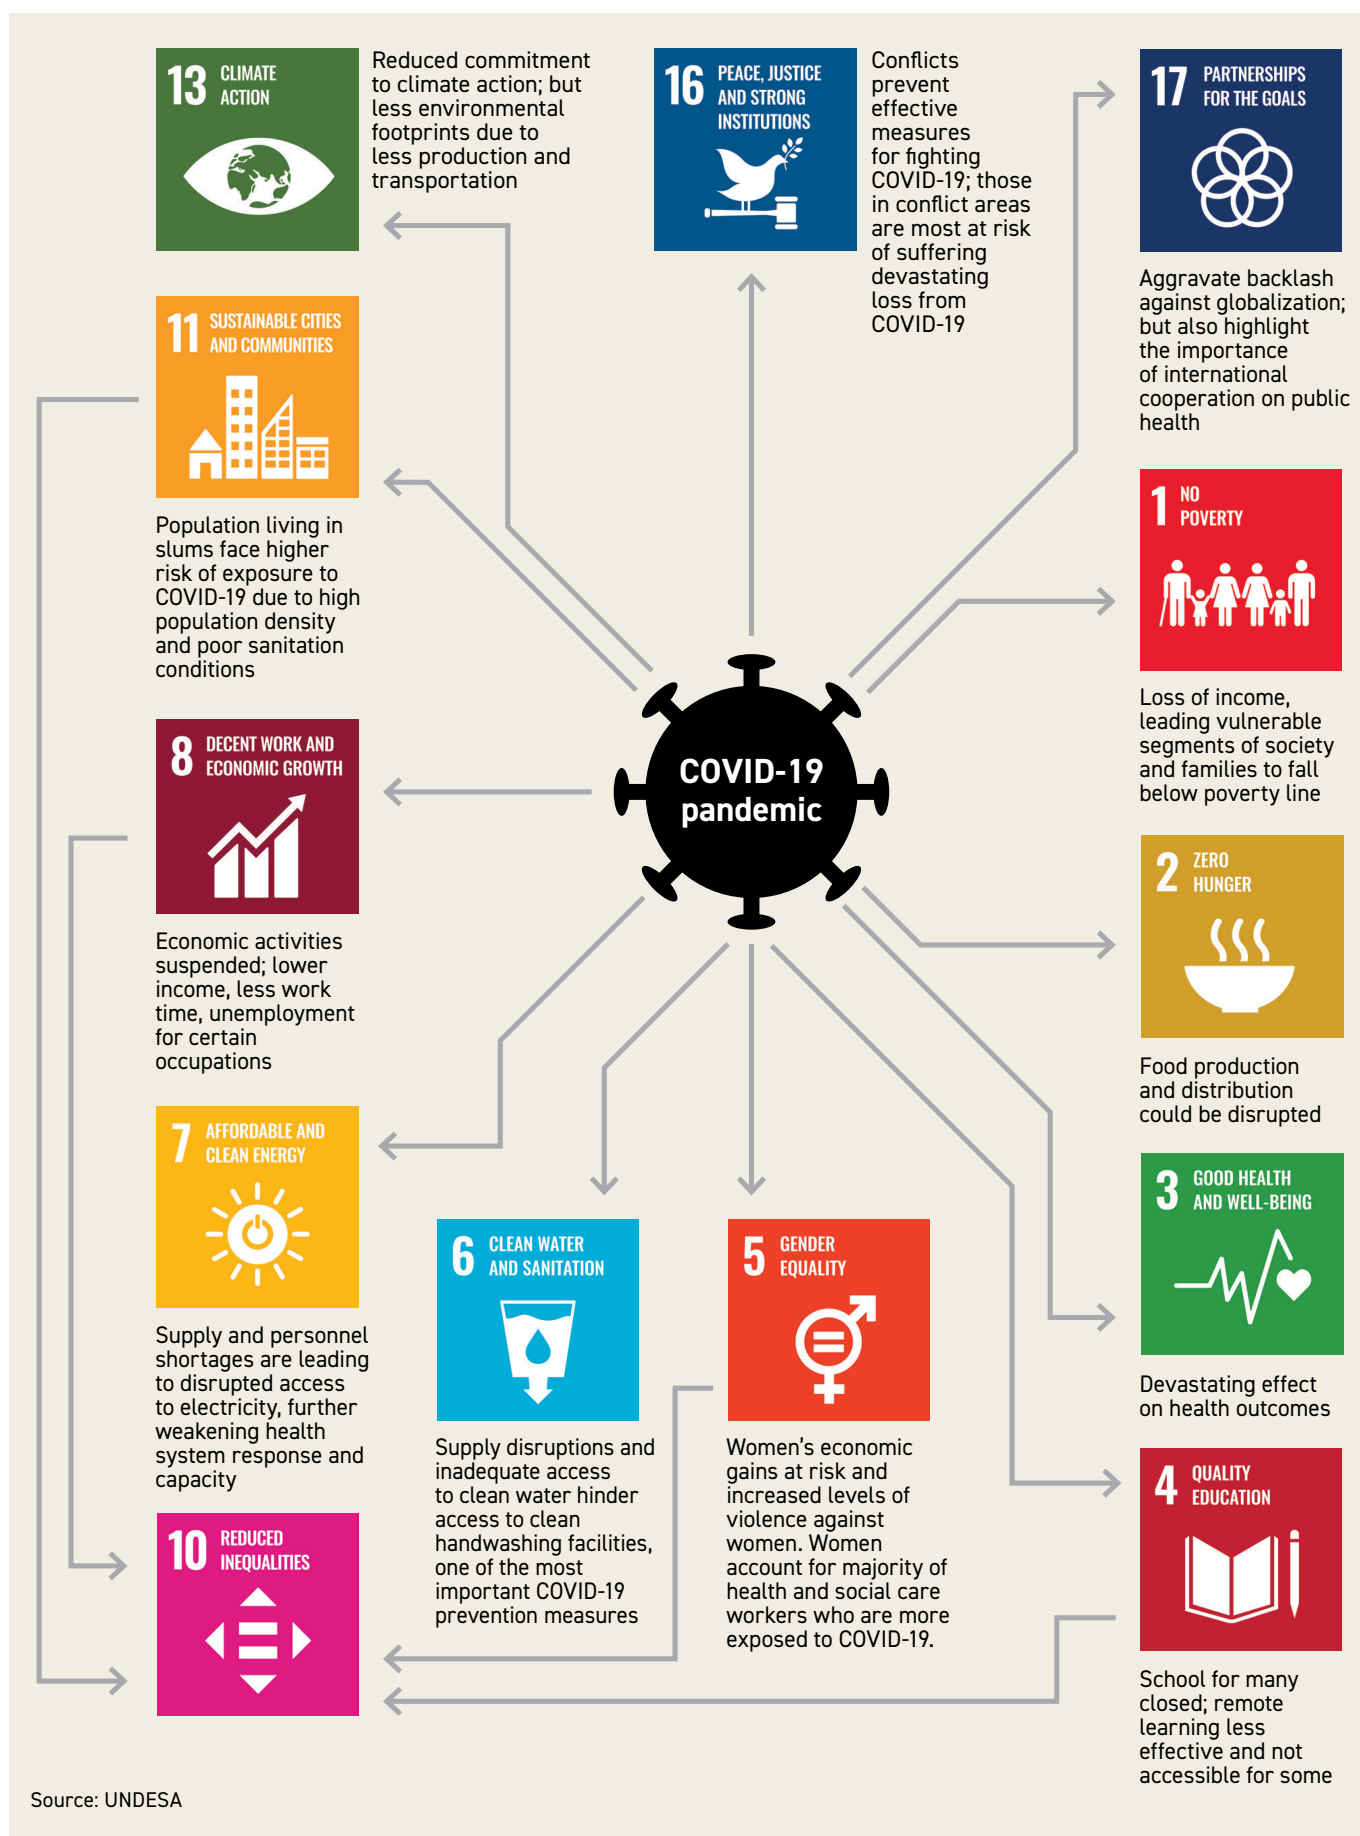 13 CLIMATE
ACTION
Reduced commitment
to climate action; but
less environmental
footprints due to
less production and
transportation
16 PEACE, JUSTICE
AND STRONG
INSTITUTIONS
Conflicts
prevent
effective
measures
for fighting
COVID-19; those
in conflict areas
are most at risk
of suffering
devastating
loss from
COVID-19
17 PARTNERSHIPS
FOR THE GOALS
Aggravate backlash
against globalization;
but also highlight
the importance
of international
cooperation on public
health
11 SUSTAINABLE CITIES
AND COMMUNITIES
Population living in
slums face higher
risk of exposure to
COVID-19 due to high
population density
and poor sanitation
conditions
1 NO
POVERTY
Loss of income,
leading vulnerable
segments of society
and families to fall
below poverty line
COVID-19
pandemic
8 DECENT WORK AND
ECONOMIC GROWTH
Economic activities
suspended; lower
income, less work
time, unemployment
for certain
occupations
2 ZERO
HUNGER
Food production
and distribution
could be disrupted
7 AFFORDABLE AND
CLEAN ENERGY
Supply and personnel
shortages are leading
to disrupted access
to electricity, further
weakening health
system response and
capacity
6 CLEAN WATER
AND SANITATION
Supply disruptions and
inadequate access
to clean water hinder
access to clean
handwashing facilities,
one of the most
important COVID-19
prevention measures
5 GENDER
EQUALITY
Women's economic
gains at risk and
increased levels of
violence against
women. Women
account for majority of
health and social care
workers who are more
exposed to COVID-19.
3 GOOD HEALTH
AND WELL-BEING
Devastating effect
on health outcomes
4 QUALITY
EDUCATION
School for many
closed; remote
learning less
effective and not
accessible for some
10 REDUCED
INEQUALITIES
Source: UNDESA